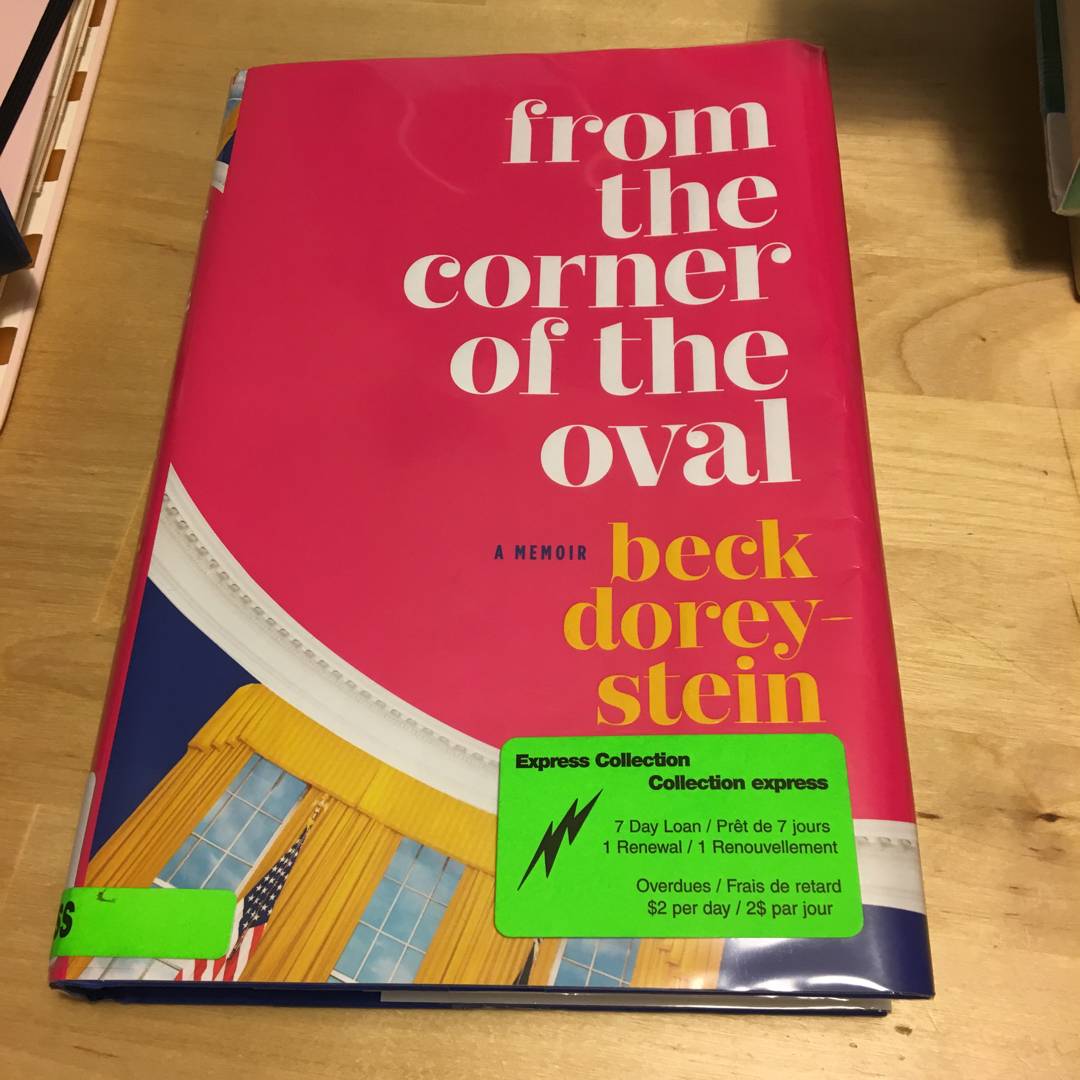 from
the
corner
of the
oval
A MEMOIR beck
dorey-
stein
Express Collection
Collection express
7 Day Loan / Prêt de 7 jours
1 Renewal / 1 Renouvellement
Overdues / Frais de retard
$2 per day / 2$ par jour